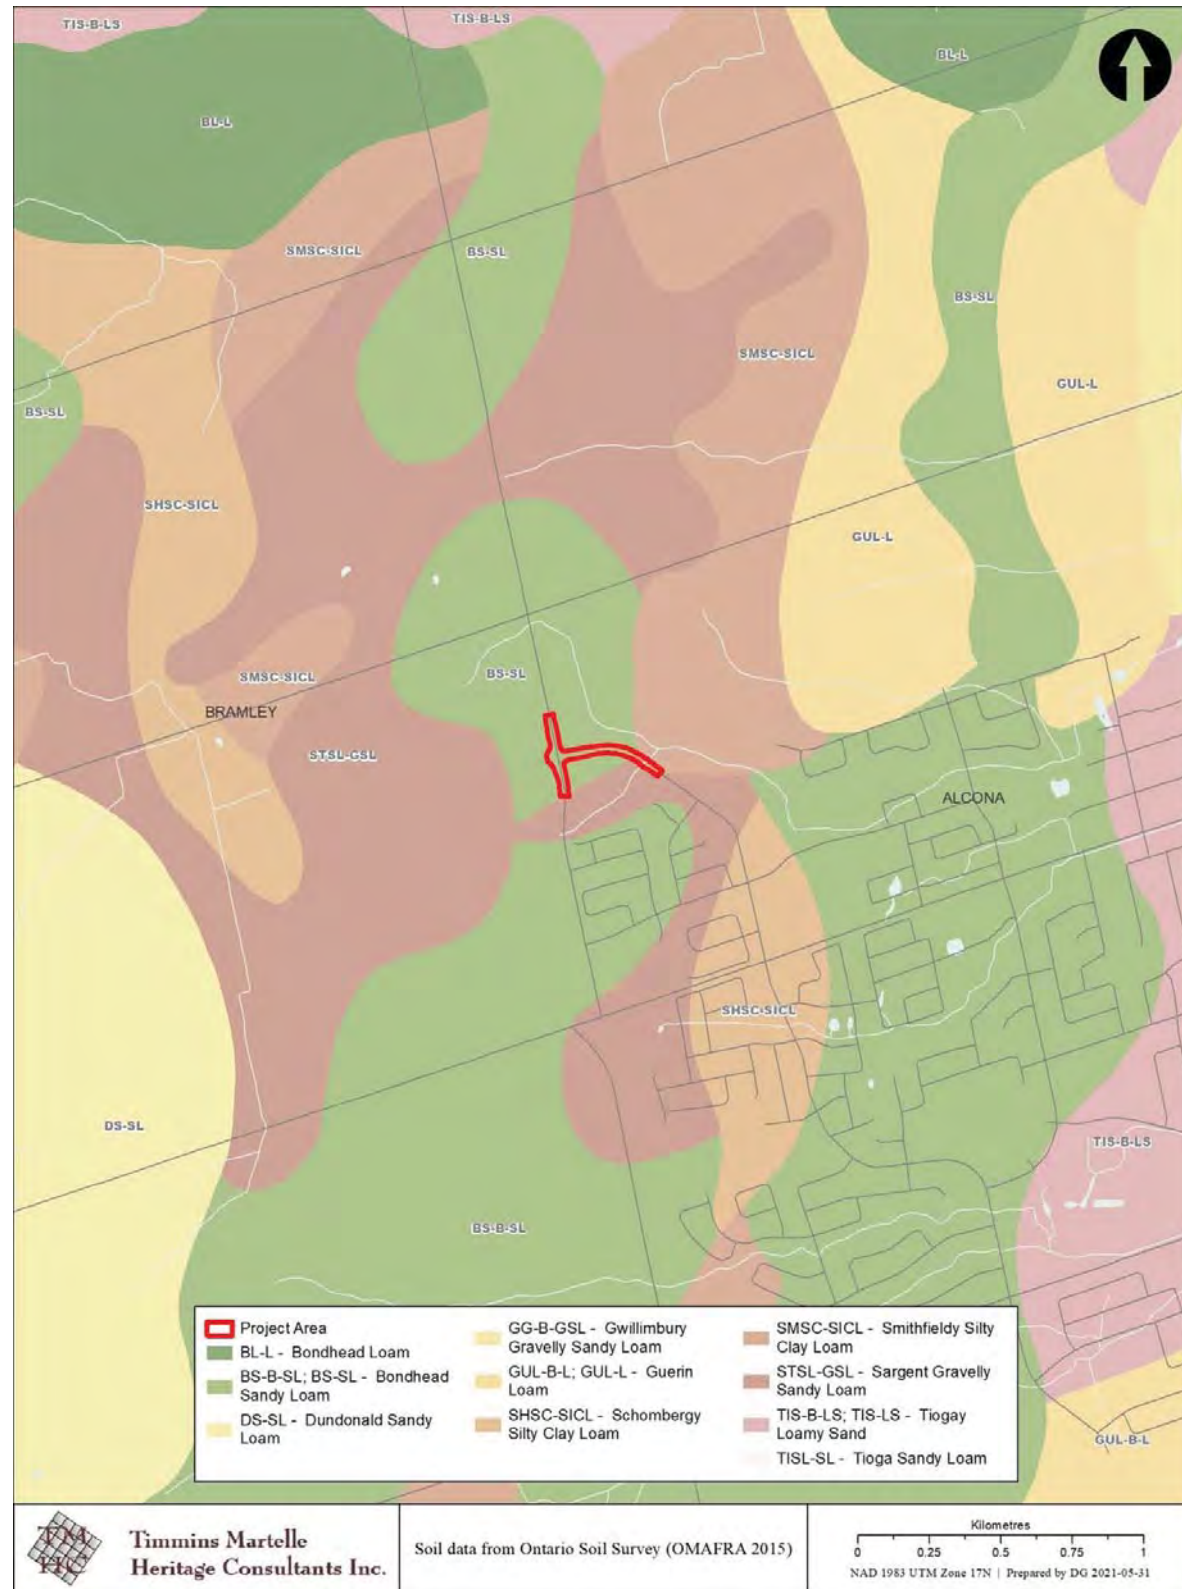 TIS-B-LS
TIS-B-LS
BL-L
BL-L
SMSC-SICL
BS-SL
BS-SL
SMSC-SICL
GUL-L
BS-SL
SHSC-SICL
GUL-L
BS-SL
SMSC-SICL
BRAMLEY
STSL-GSL
ALCONA
SHSC-SICL
DS-SL
TIS-B-LS
BS-B-SL
Project Area
BL-L - Bondhead Loam
BS-B-SL; BS-SL - Bondhead
Sandy Loam
DS-SL - Dundonald Sandy
Loam
GG-B-GSL - Gwillimbury
Gravelly Sandy Loam
GUL-B-L; GUL-L - Guerin
Loam
SHSC-SICL - Schombergy
Silty Clay Loam
SMSC-SICL - Smithfieldy Silty
Clay Loam
STSL-GSL - Sargent Gravelly
Sandy Loam
TIS-B-LS; TIS-LS - Tiogay
Loamy Sand
TISL-SL - Tioga Sandy Loam
GUL-B-L
TM
HC
Timmins Martelle
Heritage Consultants Inc.
Soil data from Ontario Soil Survey (OMAFRA 2015)
Kilometres
0 0.25 0.5 0.75 1
NAD 1983 UTM Zone 17N | Prepared by DG 2021-05-31